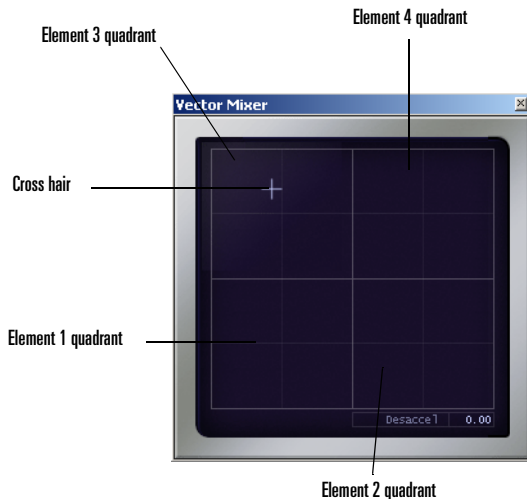 Element 4 quadrant
Element 3 quadrant
Vector Mixer
Cross hair
Element 1 quadrant
Desaccel 0.00
Element 2 quadrant